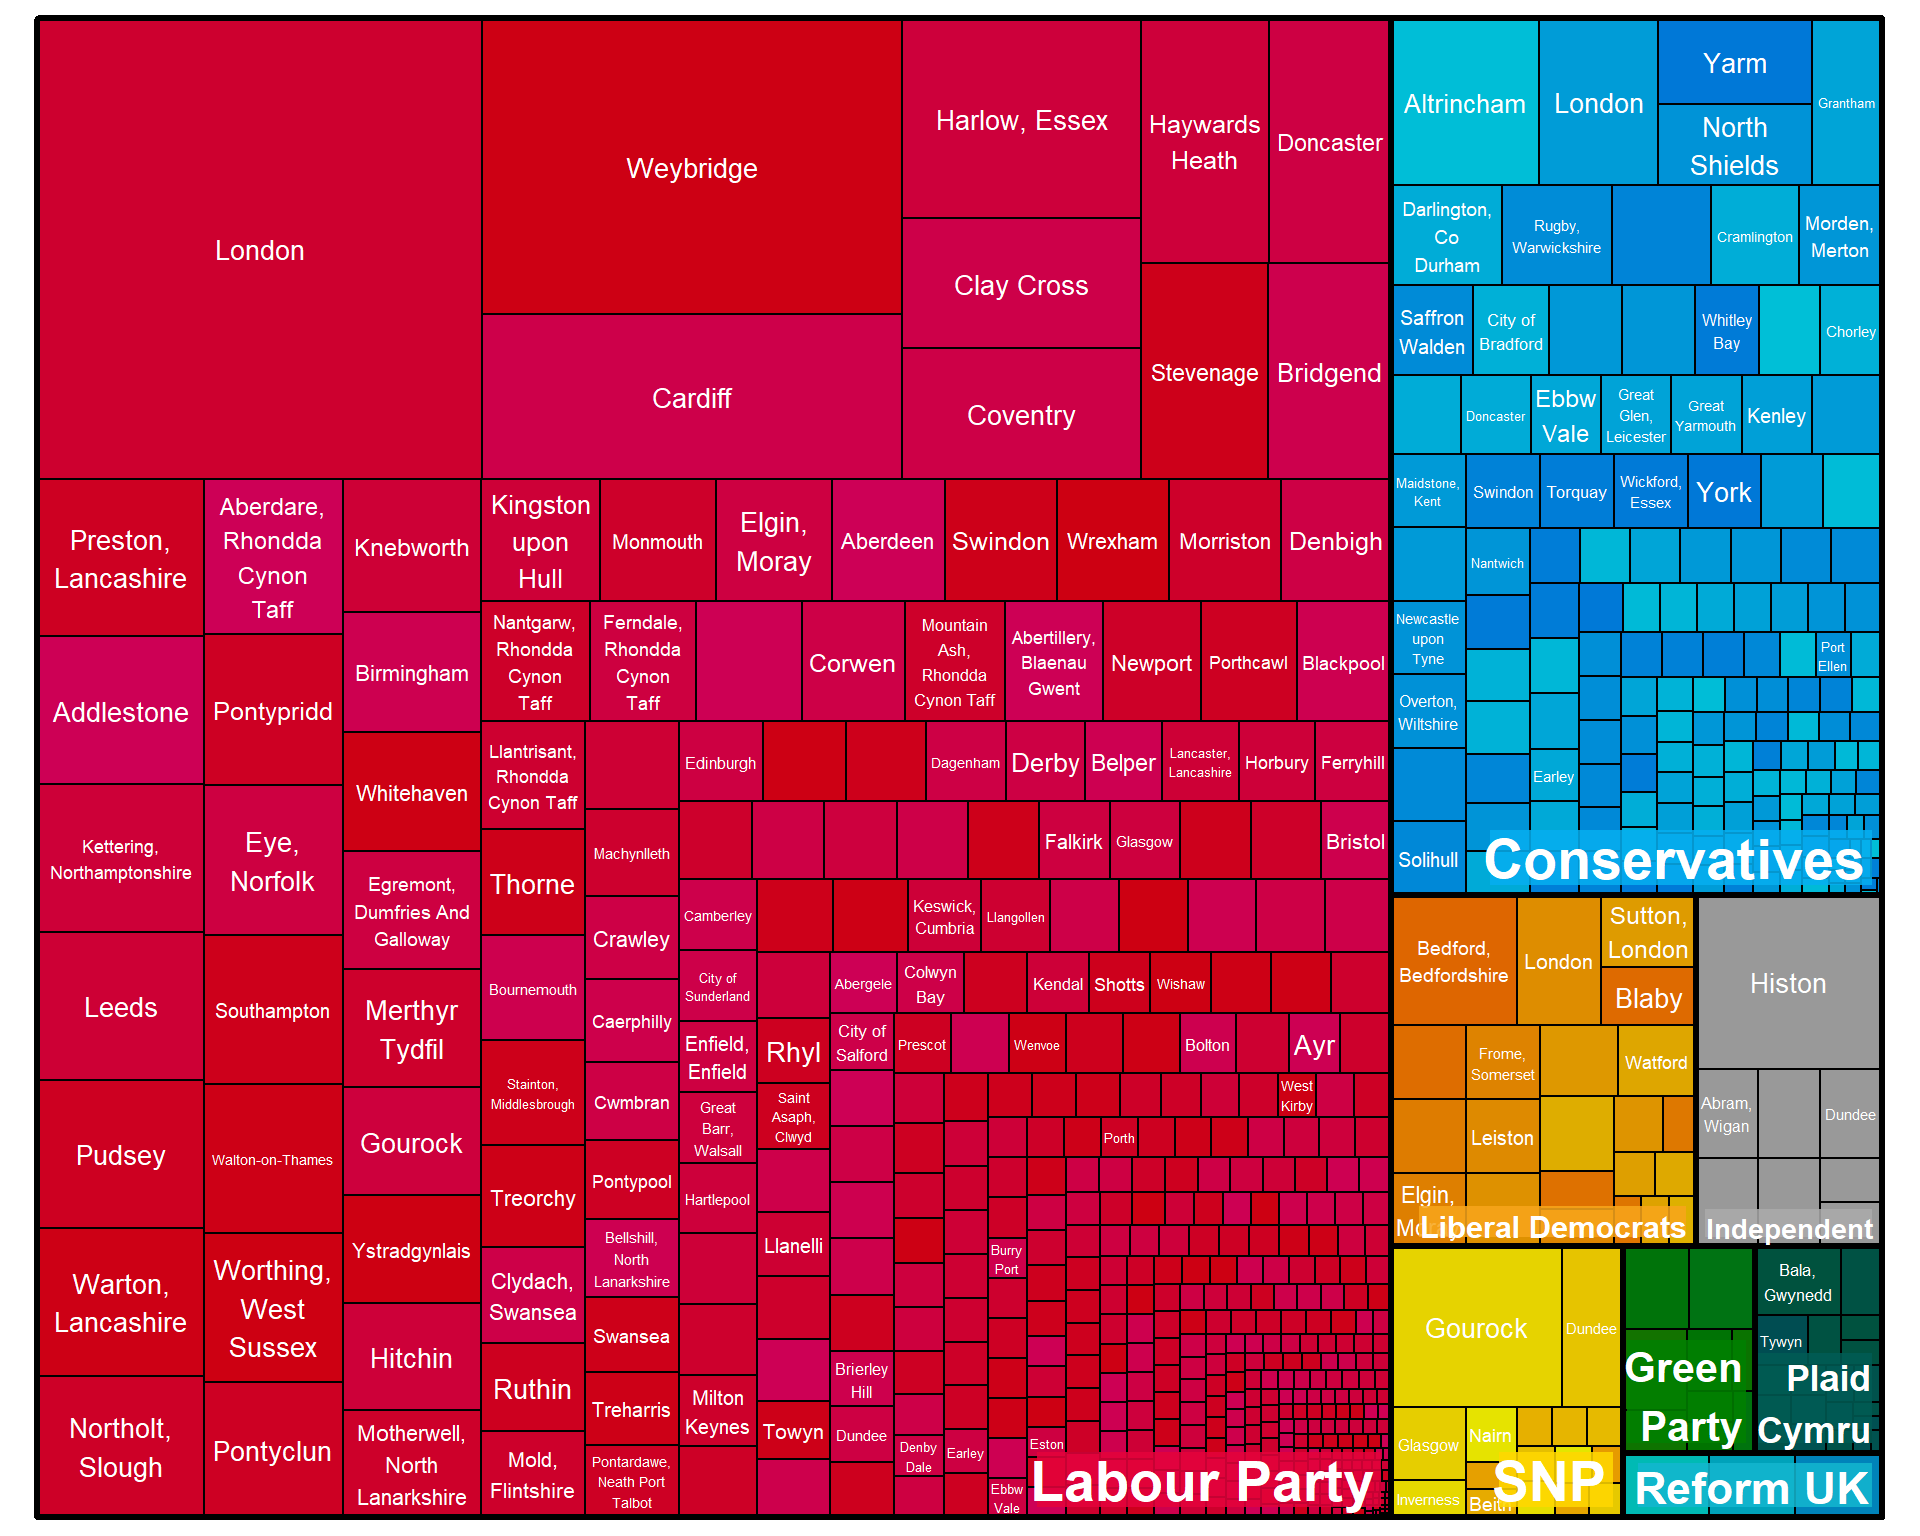 London
Weybridge
Cardiff
Harlow, Essex
Clay Cross
Coventry
Haywards
Heath
Doncaster
Stevenage
Bridgend
Preston,
Lancashire
Addlestone
Kettering,
Northamptonshire
Leeds
Pudsey
Warton,
Lancashire
Northolt,
Slough
Aberdare,
Rhondda
Cynon
Taff
Pontypridd
Eye,
Norfolk
Southampton
Walton-on-Thames
Worthing,
West
Sussex
Pontyclun
Knebworth
Birmingham
Whitehaven
Egremont,
Dumfries And
Galloway
Merthyr
Tydfil
Gourock
Ystradgynlais
Hitchin
Motherwell,
North
Lanarkshire
Kingston
upon
Hull
Monmouth
Elgin,
Moray
Aberdeen
Swindon
Wrexham
Morriston
Denbigh
Nantgarw,
Rhondda
Cynon
Taff
Ferndale,
Rhondda
Cynon
Taff
Corwen
Mountain
Ash,
Rhondda
Cynon Taff
Abertillery,
Blaenau
Gwent
Newport
Porthcawl
Blackpool
Llantrisant,
Rhondda
Cynon Taff
Thorne
Bournemouth
Stainton,
Middlesbrough
Treorchy
Clydach,
Swansea
Ruthin
Mold,
Flintshire
Machynlleth
Crawley
Caerphilly
Cwmbran
Pontypool
Bellshill,
North
Lanarkshire
Swansea
Treharris
Pontardawe,
Neath Port
Talbot
Edinburgh
Dagenham
Derby
Belper
Lancaster,
Lancashire
Horbury
Ferryhill
Falkirk
Glasgow
Bristol
Camberley
City of
Sunderland
Enfield,
Enfield
Great
Barr,
Walsall
Hartlepool
Milton
Keynes
Keswick,
Cumbria
Llangollen
Rhyl
Saint
Asaph,
Clwyd
Llanelli
Towyn
Abergele
Colwyn
Bay
Kendal
Shotts
Wishaw
City of
Salford
Prescot
Wenvoe
Bolton
Ayr
Brierley
Hill
Dundee
West
Kirby
Porth
Burry
Port
Denby
Dale
Earley
Eston
Ebbw
Vale
Labour Party
Altrincham
London
Yarm
North
Shields
Grantham
Darlington,
Co
Durham
Rugby,
Warwickshire
Cramlington
Morden,
Merton
Saffron
Walden
City of
Bradford
Whitley
Bay
Chorley
Doncaster
Ebbw
Vale
Great
Glen,
Leicester
Great
Yarmouth
Kenley
Maidstone,
Kent
Swindon
Torquay
Wickford,
Essex
York
Nantwich
Newcastle
upon
Tyne
Port
Ellen
Overton,
Wiltshire
Earley
Solihull
Conservatives
Bedford,
Bedfordshire
London
Sutton,
London
Blaby
Frome,
Somerset
Watford
Leiston
Elgin,
Liberal Democrats
Histon
Abram,
Wigan
Dundee
Independent
Gourock
Dundee
Glasgow
Nairn
Inverness
Beith
SNP
Green
Party
Bala,
Gwynedd
Tywyn
Plaid
Cymru
Reform UK